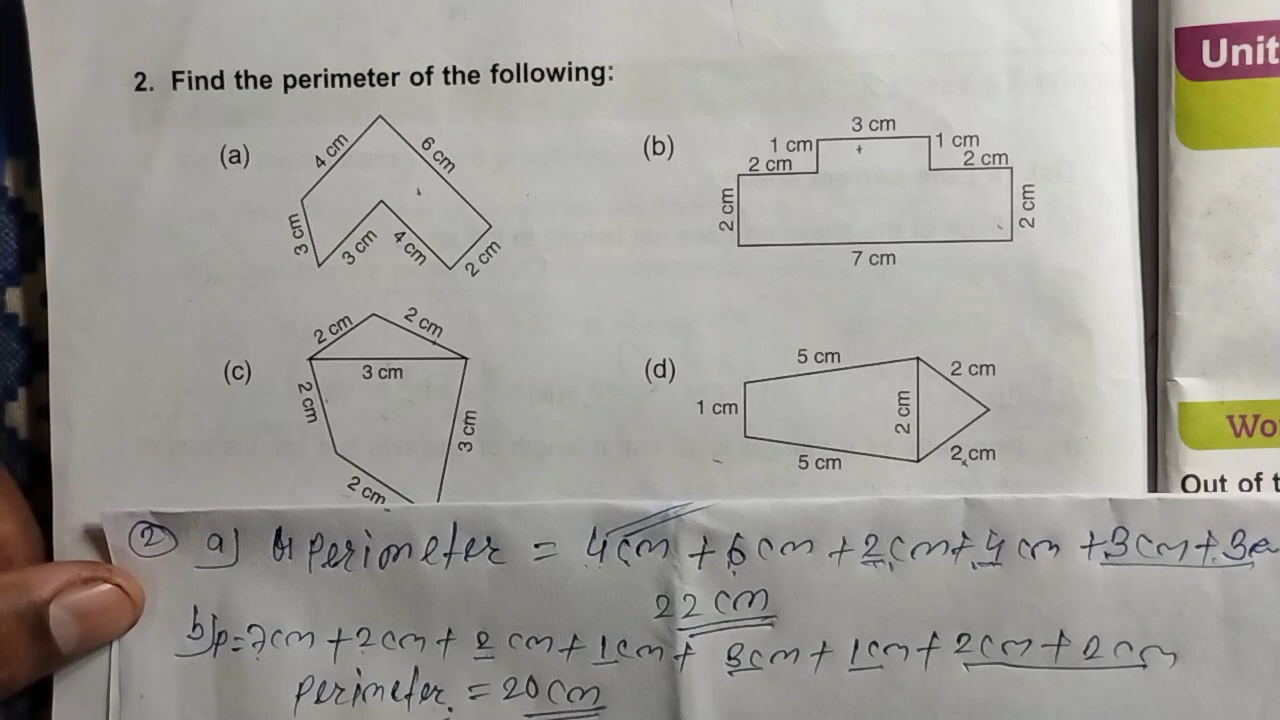 2. Find the perimeter of the following:
Unit
(a)
4 cm
6 cm
3 cm
3 cm
4 cm
2 cm
(b)
3 cm
1 cm
1 cm
2 cm
2 cm
2 cm
2 cm
7 cm
(c)
2 cm
2 cm
3 cm
2 cm
3 cm
2 cm
(d)
5 cm
2 cm
1 cm
2 cm
5 cm
2 cm
Wo
Out of t
② a) perimeter = 4cm + 6cm + 2cm + 4cm + 3cm + 3c
22 cm
b) p = 7cm + 2cm + 2cm + 1cm + 3cm + 1cm + 2cm + 2cm
perimeter = 20cm